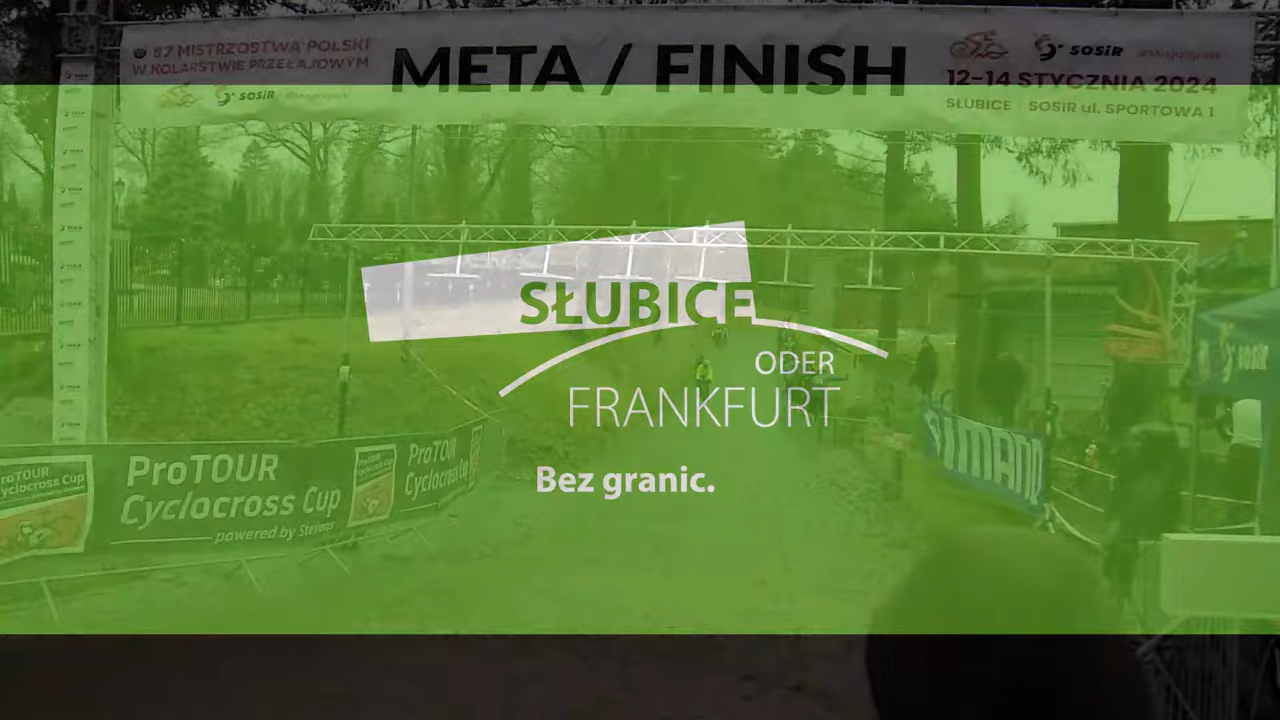 87 MISTRZOSTWA POLSKI
W KOLARSTWIE PRZEŁAJOWYM
SOSiR
META / FINISH
SOSiR
12-14 STYCZNIA 2024
SŁUBICE SOSiR ul. SPORTOWA 1
SŁUBICE
ODER
FRANKFURT
Bez granic.
ProTOUR
Cyclocross Cup
powered by Stevens
ProTOUR
Cyclocross Cup
SHIMANO
SOSiR